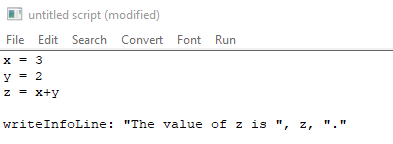 untitled script (modified)
File Edit Search Convert Font Run
x = 3
y = 2
z = x+y
writeInfoLine: "The value of z is ", z, "."